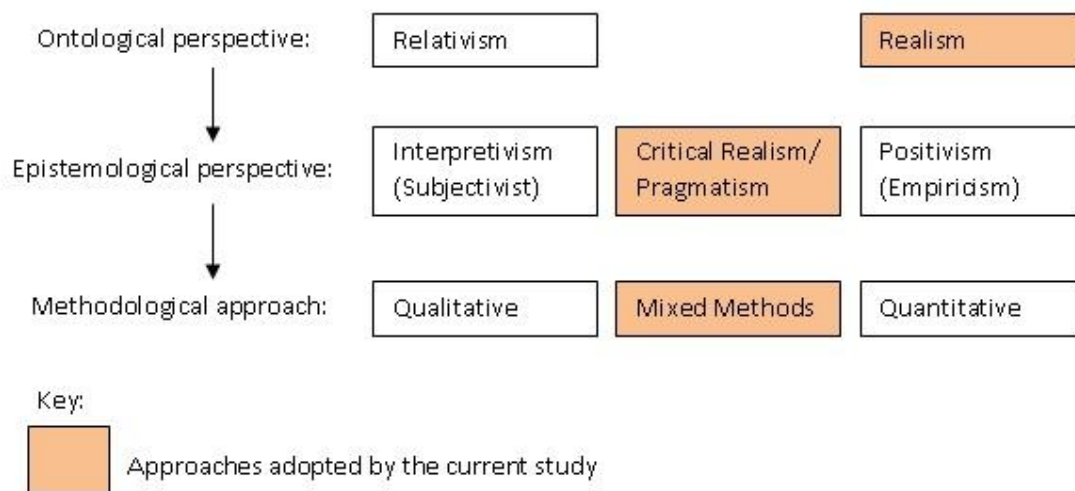 Ontological perspective: Relativism Realism
Epistemological perspective: Interpretivism (Subjectivist) Critical Realism/ Pragmatism Positivism (Empiricism)
Methodological approach: Qualitative Mixed Methods Quantitative
Key:
Approaches adopted by the current study